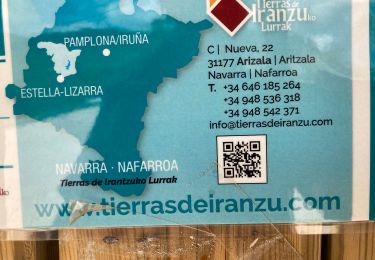 Tierras de
Iranzuko
Lurrak
C | Nueva, 22
31177 Arizala | Aritzala
Navarra | Nafarroa
T. +34 646 185 264
+34 948 536 318
+34 948 542 371
info@tierrasdeiranzu.com
PAMPLONA/IRUÑA
ESTELLA-LIZARRA
NAVARRA · NAFARROA
Tierras de Irantzuko Lurrak
www.tierrasdeiranzu.com